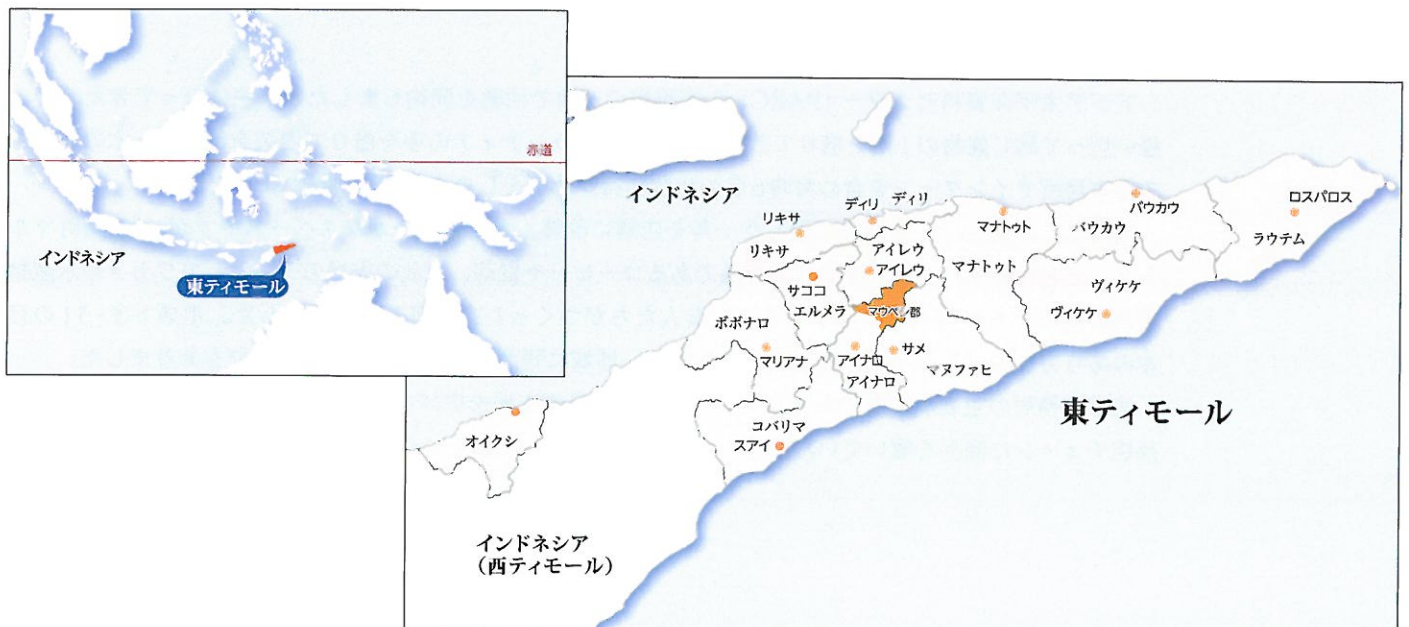 赤道
インドネシア
東ティモール
インドネシア
リキサ
ディリ
ディリ
マナトゥト
バウカウ
ロスパロス
リキサ
アイレウ
アイレウ
マナトゥト
バウカウ
ラウテム
サココ
エルメラ
マウベシ郡
ヴィケケ
ヴィケケ
ボボナロ
マリアナ
アイナロ
アイナロ
サメ
マヌファヒ
東ティモール
コバリマ
スアイ
オイクシ
インドネシア
(西ティモール)